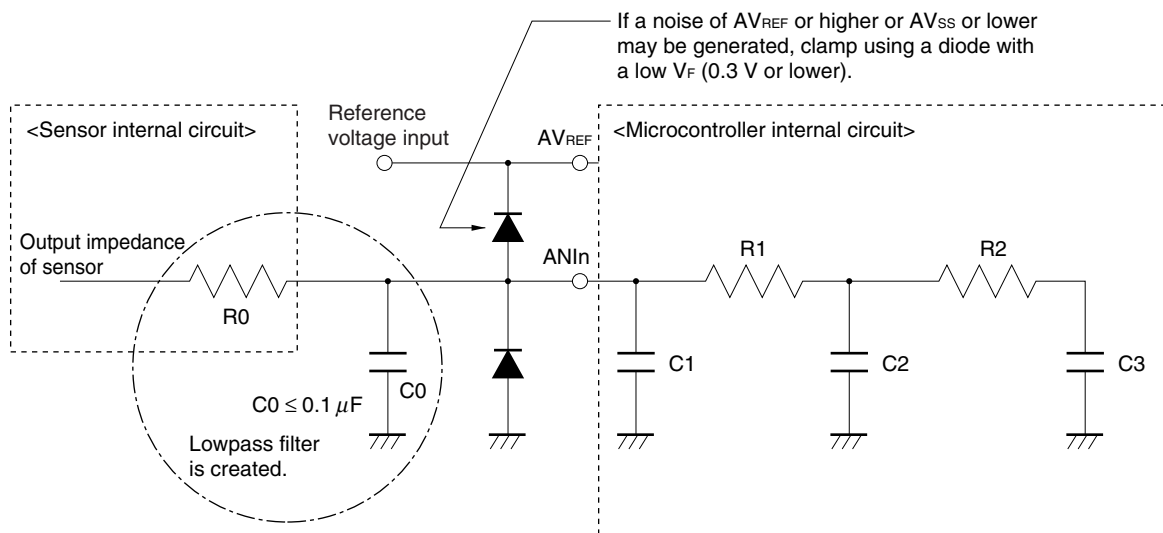 If a noise of AVREF or higher or AVSS or lower
may be generated, clamp using a diode with
a low VF (0.3 V or lower).
<Sensor internal circuit>
Reference
voltage input
AVREF
<Microcontroller internal circuit>
Output impedance
of sensor
R0
ANIn
R1
R2
C0
C0 ≤ 0.1 μF
C1
C2
C3
Lowpass filter
is created.